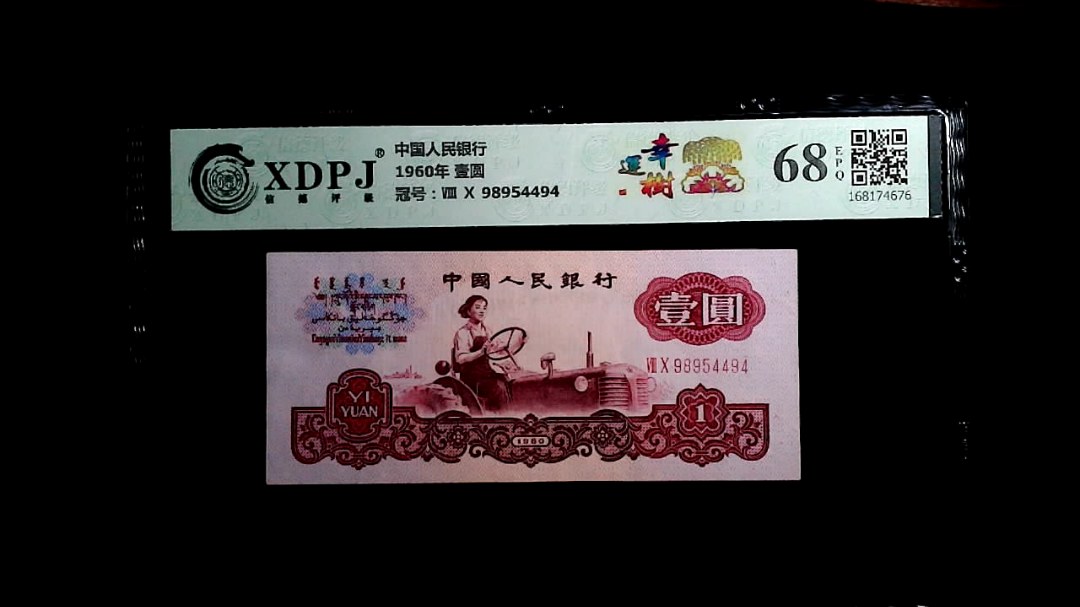 XDPJ®
信德评级
中国人民银行
1960年 壹圆
冠号：Ⅷ X 98954494
幸
運
樹
68
EPQ
168174676
中國人民銀行
壹圓
Ⅷ X 98954494
YI
YUAN
1960
1